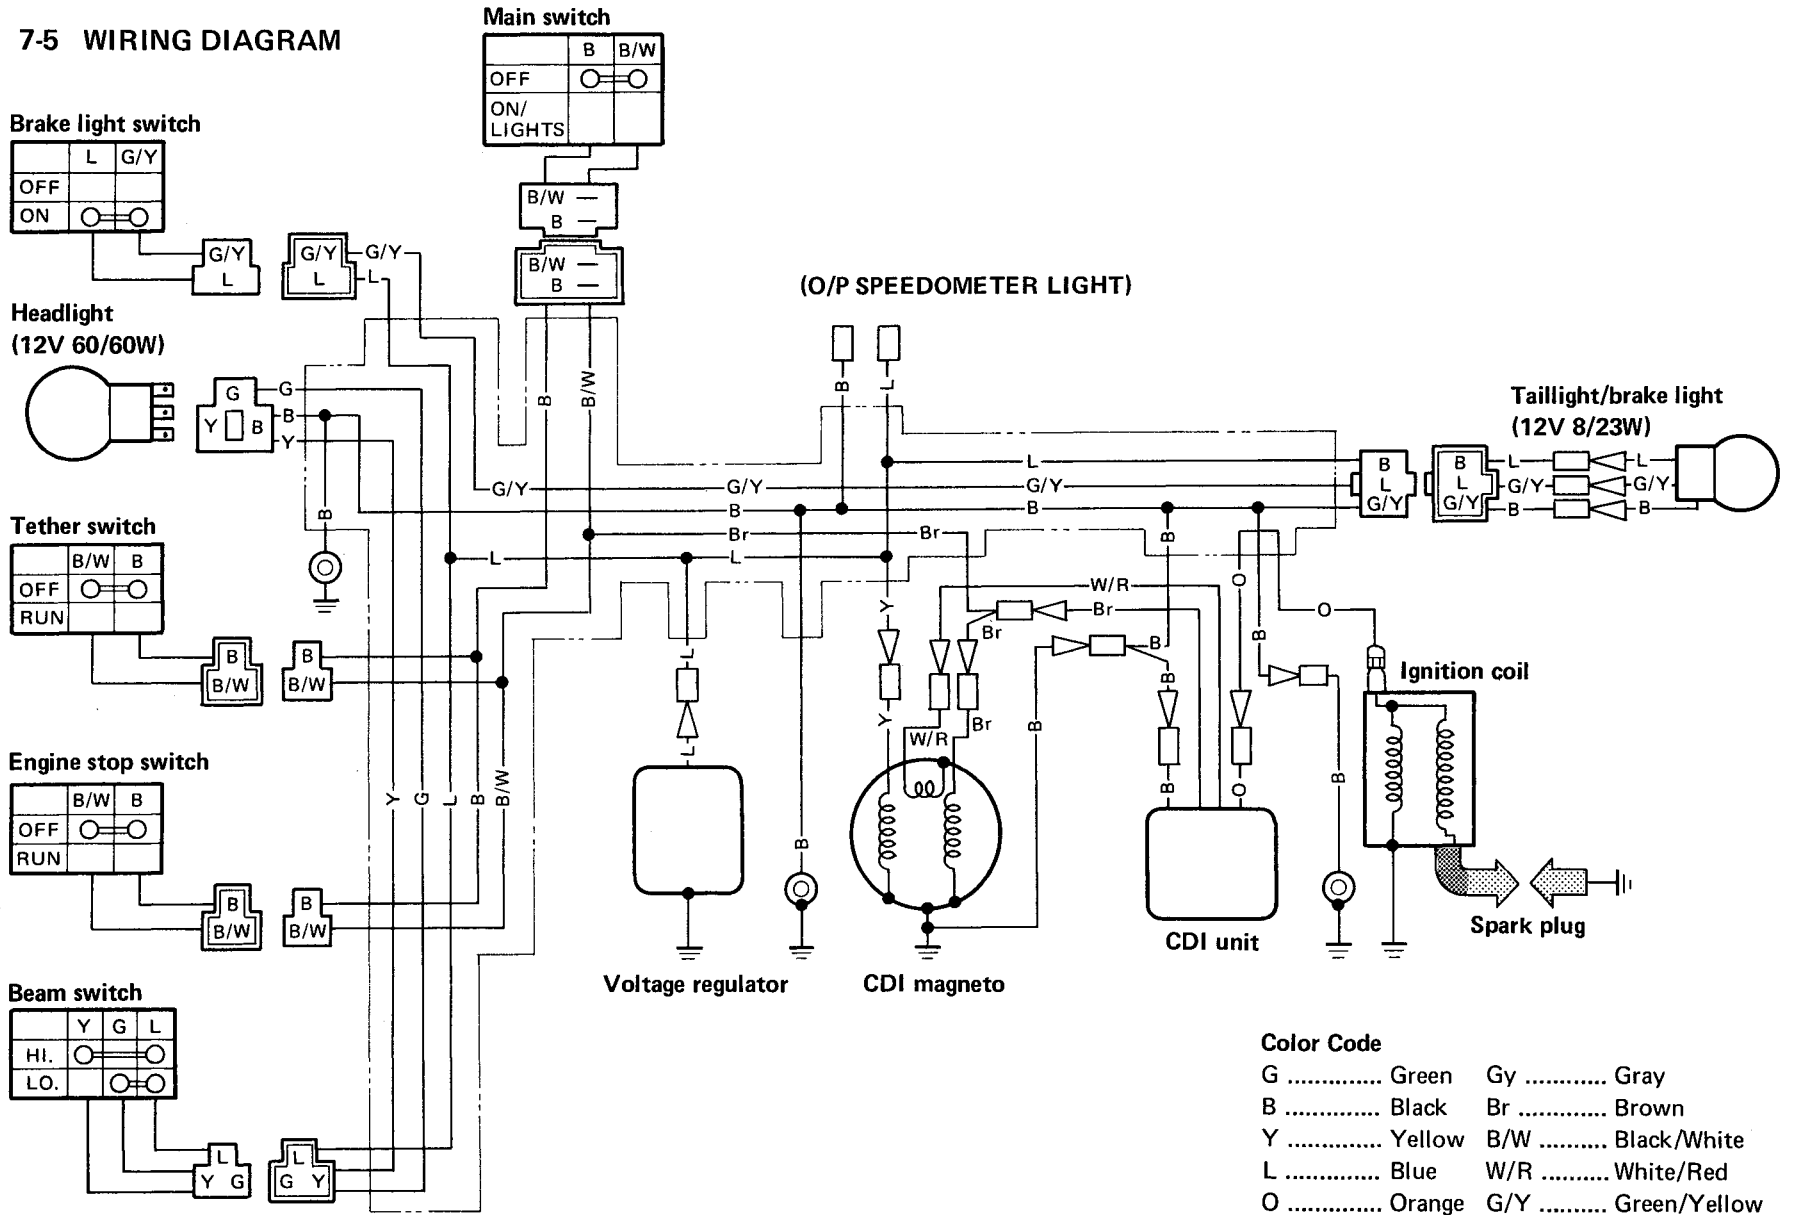 7-5 WIRING DIAGRAM
Main switch
B B/W
OFF
ON/
LIGHTS
B/W
B
B/W
B
Brake light switch
L G/Y
OFF
ON
G/Y
L
G/Y
L
G/Y
L
Headlight
(12V 60/60W)
G
Y B
G
B
Y
B
B
B/W
(O/P SPEEDOMETER LIGHT)
B
L
Taillight/brake light
(12V 8/23W)
L
G/Y G/Y G/Y
B B
B
L
G/Y
B
L
G/Y
L L
G/Y G/Y
B B
Br Br
L L
Tether switch
B/W B
OFF
RUN
B
B/W
B
B/W
Engine stop switch
B/W B
OFF
RUN
B
B/W
B
B/W
Y G L B B/W
Beam switch
Y G L
HI.
LO.
L
Y G
L
G Y
L
L
Voltage regulator
B
Y
Y
W/R
Br
Br
W/R
Br
CDI magneto
B
B
B
B
B
O
O
CDI unit
B
B
O
Ignition coil
Spark plug
Color Code
G .............. Green Gy ............ Gray
B .............. Black Br ............. Brown
Y .............. Yellow B/W .......... Black/White
L .............. Blue W/R .......... White/Red
O .............. Orange G/Y .......... Green/Yellow